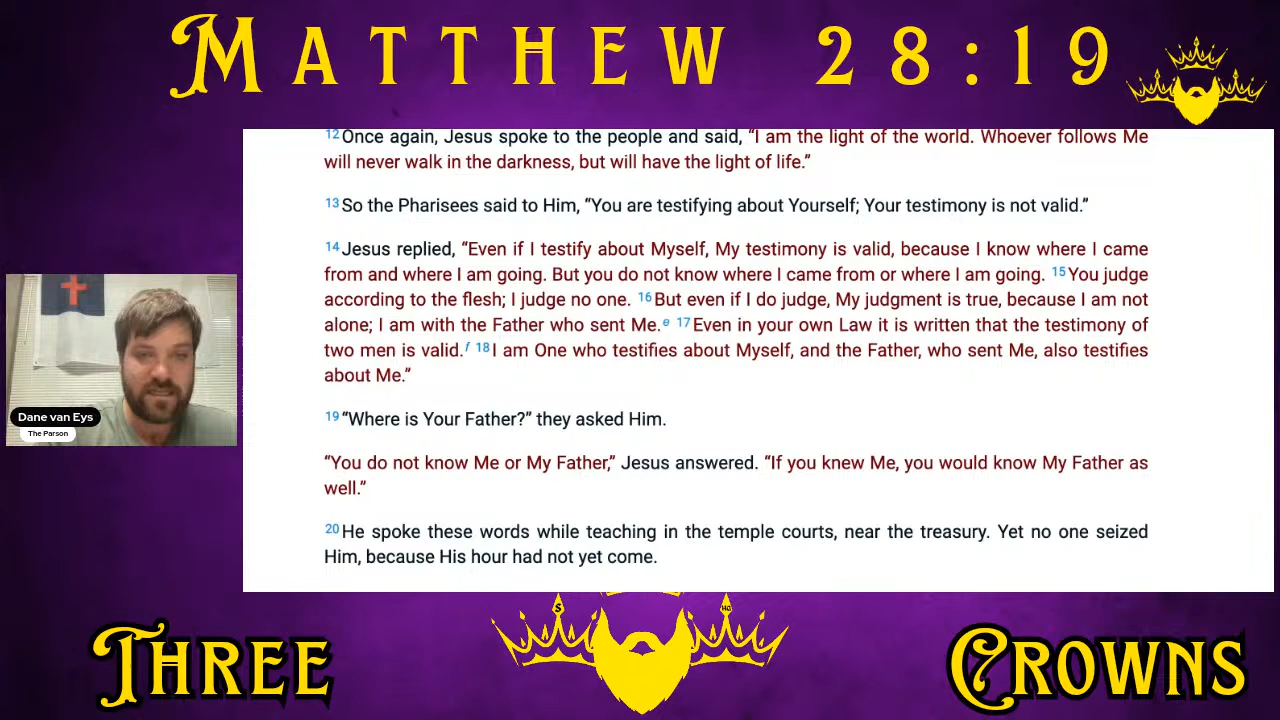 MATTHEW 28:19
12 Once again, Jesus spoke to the people and said, “I am the light of the world. Whoever follows Me
will never walk in the darkness, but will have the light of life.”
13 So the Pharisees said to Him, “You are testifying about Yourself; Your testimony is not valid.”
14 Jesus replied, “Even if I testify about Myself, My testimony is valid, because I know where I came
from and where I am going. But you do not know where I came from or where I am going. 15 You judge
according to the flesh; I judge no one. 16 But even if I do judge, My judgment is true, because I am not
alone; I am with the Father who sent Me. e 17 Even in your own Law it is written that the testimony of
two men is valid. f 18 I am One who testifies about Myself, and the Father, who sent Me, also testifies
about Me.”
Dane van Eys
The Parson
19 “Where is Your Father?” they asked Him.
“You do not know Me or My Father,” Jesus answered. “If you knew Me, you would know My Father as
well.”
20 He spoke these words while teaching in the temple courts, near the treasury. Yet no one seized
Him, because His hour had not yet come.
S
HG
THREE
CROWNS